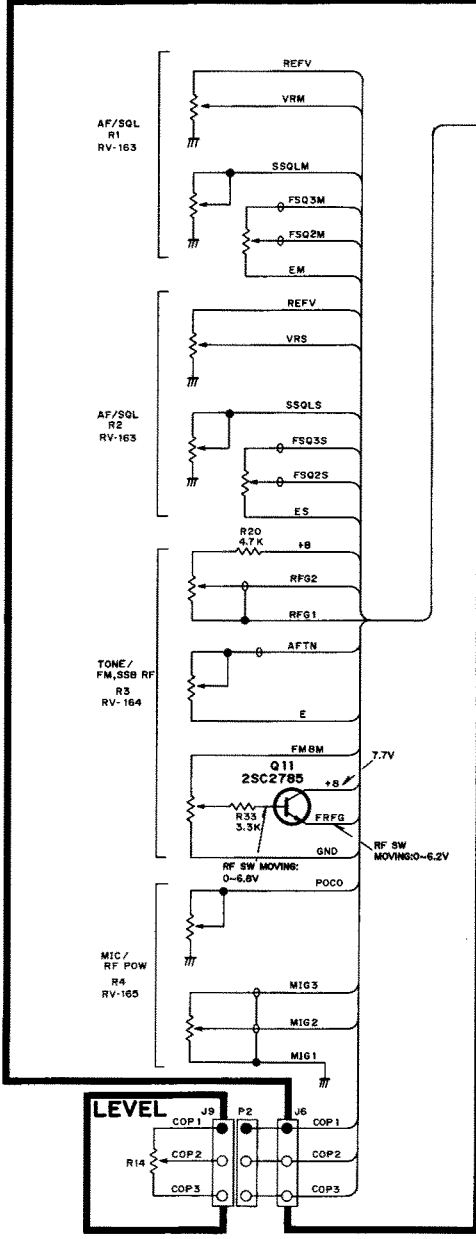 REFV
VRM
AF/SQL
R1
RV-163
SSQLM
FSQ3M
FSQ2M
EM
REFV
VRS
AF/SQL
R2
RV-163
SSQLS
FSQ3S
FSQ2S
ES
R20
4.7K
+8
RFG2
RFG1
AFTN
TONE/
FM,SSB RF
R3
RV-164
E
FMBM
7.7V
Q11
2SC2785
+8
R33
3.3K
FRFG
RF SW
MOVING:0~6.2V
GND
RF SW MOVING:
0~6.8V
POCO
MIC/
RF POW
R4
RV-165
MIG3
MIG2
MIG1
LEVEL
J9 P2 J6
COP1 COP1
R14 COP2 COP2
COP3 COP3